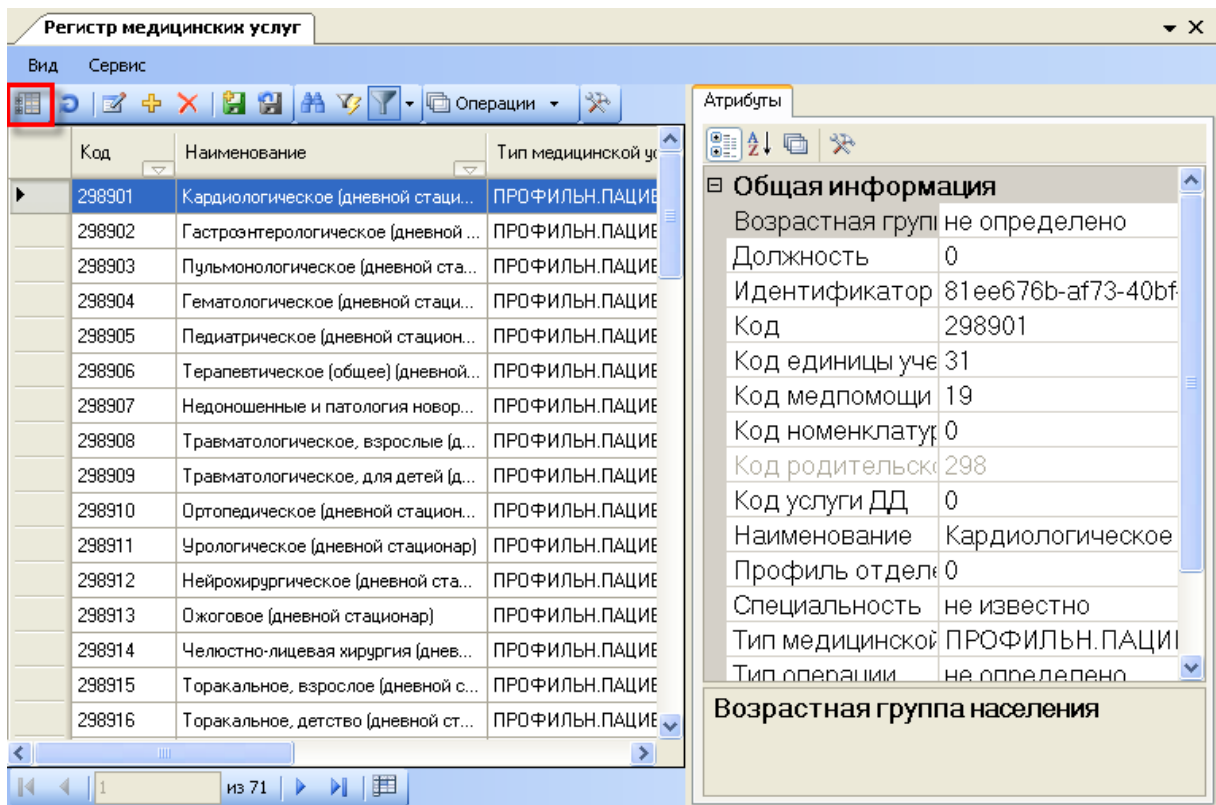 Регистр медицинских услуг
Вид Сервис
Операции
Код Наименование Тип медицинской ус
298901 Кардиологическое (дневной стаци... ПРОФИЛЬН.ПАЦИЕ
298902 Гастроэнтерологическое (дневной ... ПРОФИЛЬН.ПАЦИЕ
298903 Пульмонологическое (дневной ста... ПРОФИЛЬН.ПАЦИЕ
298904 Гематологическое (дневной стаци... ПРОФИЛЬН.ПАЦИЕ
298905 Педиатрическое (дневной стацион... ПРОФИЛЬН.ПАЦИЕ
298906 Терапевтическое (общее) (дневной... ПРОФИЛЬН.ПАЦИЕ
298907 Недоношенные и патология новор... ПРОФИЛЬН.ПАЦИЕ
298908 Травматологическое, взрослые (д... ПРОФИЛЬН.ПАЦИЕ
298909 Травматологическое, для детей (д... ПРОФИЛЬН.ПАЦИЕ
298910 Ортопедическое (дневной стацион... ПРОФИЛЬН.ПАЦИЕ
298911 Урологическое (дневной стационар) ПРОФИЛЬН.ПАЦИЕ
298912 Нейрохирургическое (дневной ста... ПРОФИЛЬН.ПАЦИЕ
298913 Ожоговое (дневной стационар) ПРОФИЛЬН.ПАЦИЕ
298914 Челюстно-лицевая хирургия (днев... ПРОФИЛЬН.ПАЦИЕ
298915 Торакальное, взрослое (дневной с... ПРОФИЛЬН.ПАЦИЕ
298916 Торакальное, детство (дневной ст... ПРОФИЛЬН.ПАЦИЕ
1 из 71
Атрибуты
Общая информация
Возрастная групп не определено
Должность 0
Идентификатор 81ee676b-af73-40bf-
Код 298901
Код единицы уче 31
Код медпомощи 19
Код номенклатур 0
Код родительско 298
Код услуги ДД 0
Наименование Кардиологическое
Профиль отделе 0
Специальность не известно
Тип медицинской ПРОФИЛЬН.ПАЦИ
Тип операции не определено
Возрастная группа населения